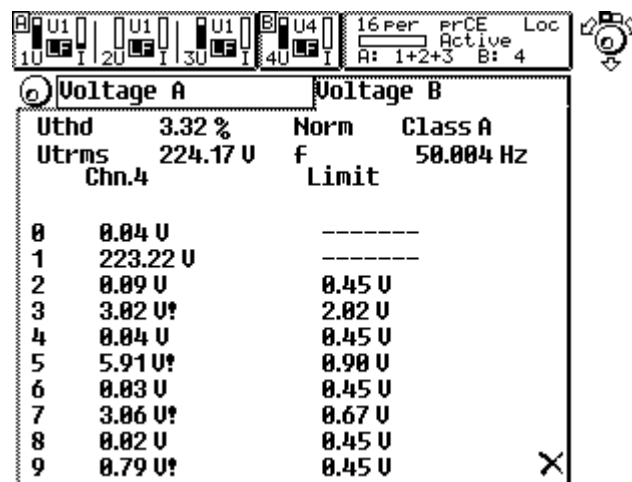 A U1 U1 U1 B U4 16 Per prCE Loc
LF LF LF LF Active
1U I 2U I 3U I 4U I A: 1+2+3 B: 4
Voltage A Voltage B
Uthd 3.32 % Norm Class A
Utrms 224.17 V f 50.004 Hz
Chn.4 Limit
0 0.04 V -------
1 223.22 V -------
2 0.09 V 0.45 V
3 3.02 V! 2.02 V
4 0.04 V 0.45 V
5 5.91 V! 0.90 V
6 0.03 V 0.45 V
7 3.06 V! 0.67 V
8 0.02 V 0.45 V
9 0.79 V! 0.45 V